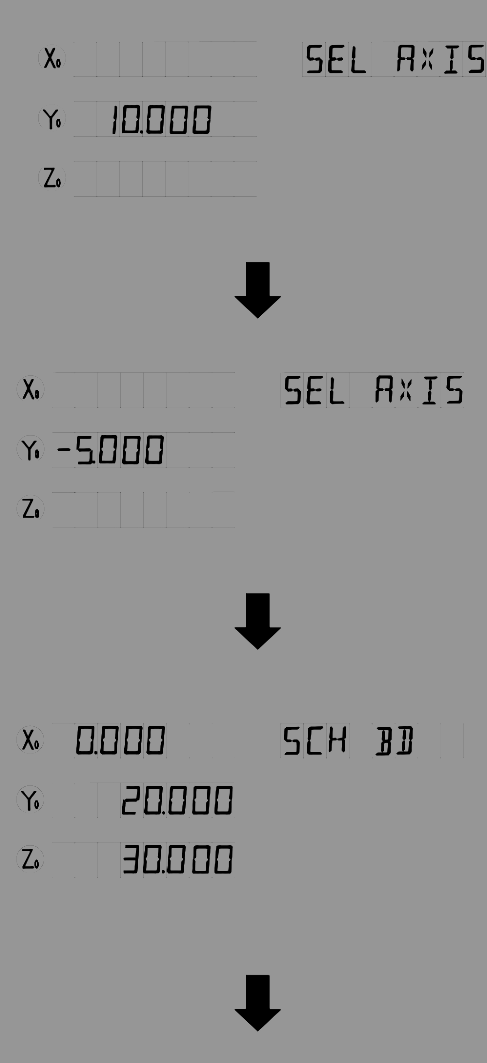 X₀ SEL AXIS
Y₀ 10.000
Z₀
X₀ SEL AXIS
Y₀ -5.000
Z₀
X₀ 0.000 SCH BD
Y₀ 20.000
Z₀ 30.000